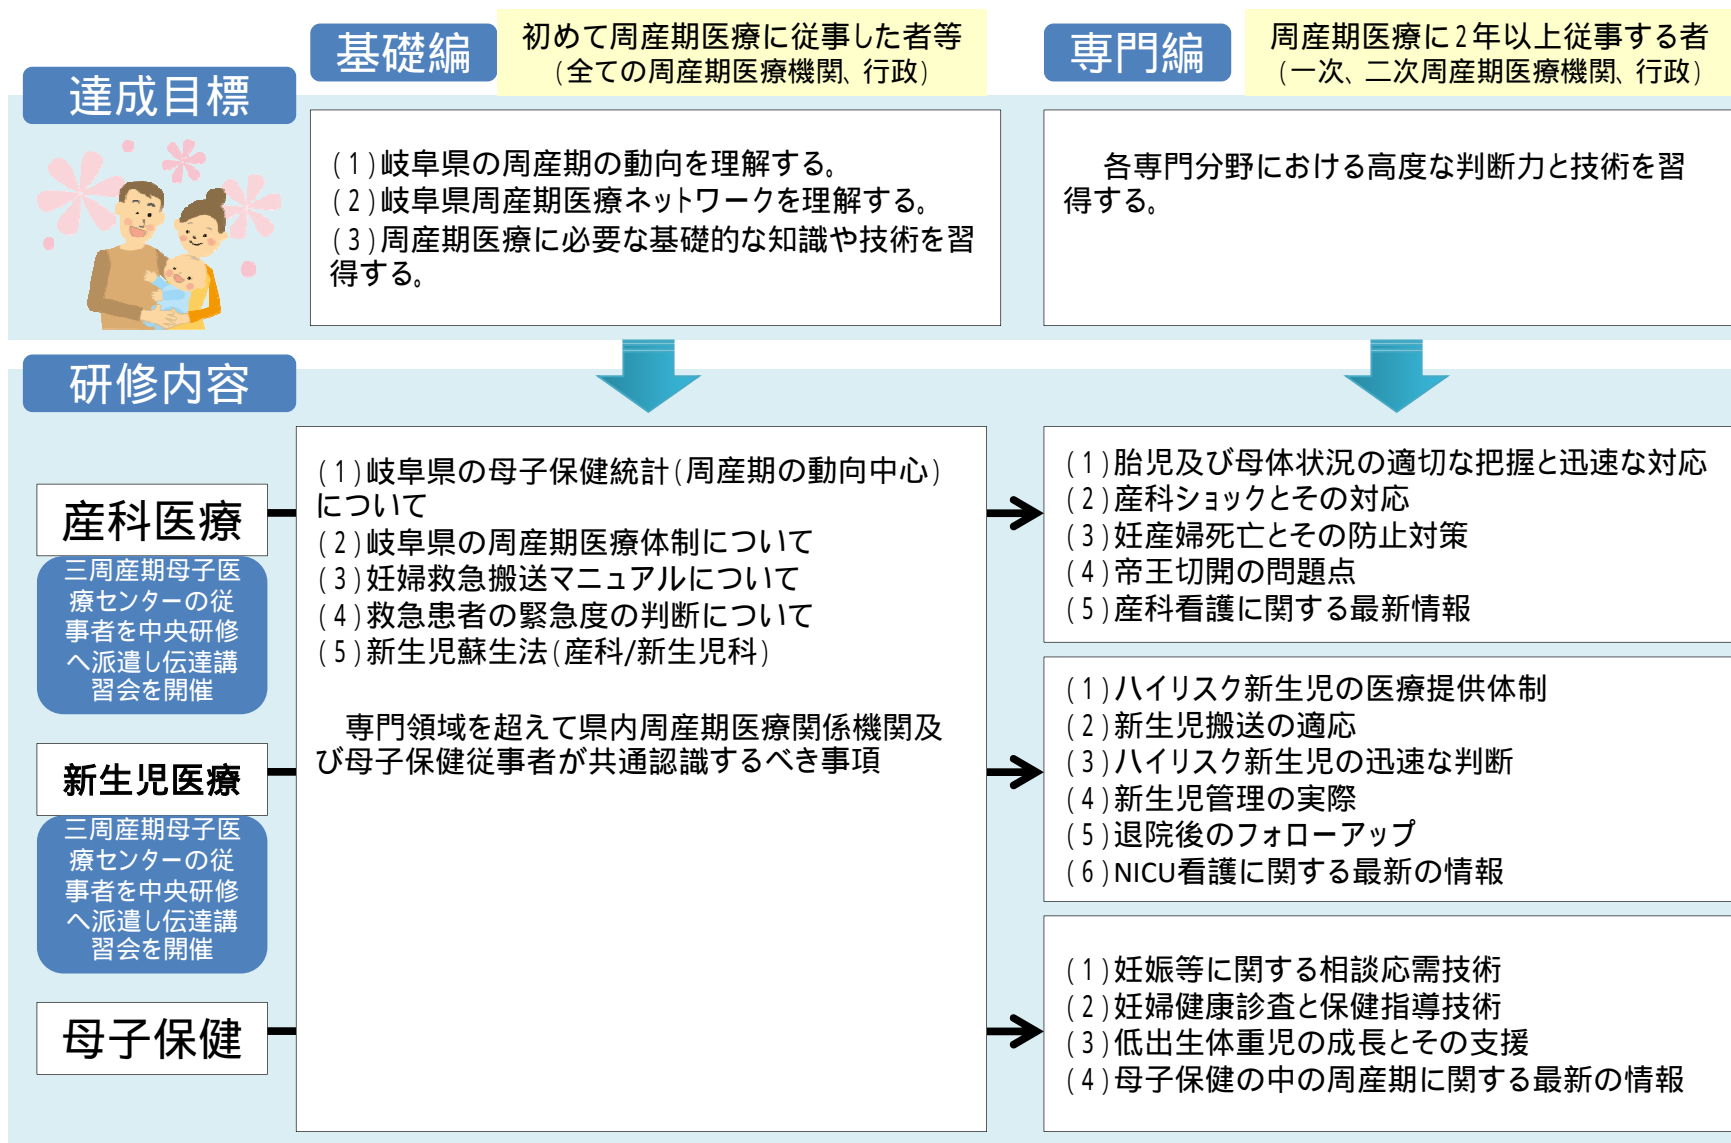 基礎編
初めて周産期医療に従事した者等
(全ての周産期医療機関、行政)
専門編
周産期医療に2年以上従事する者
(一次、二次周産期医療機関、行政)
達成目標
(1)岐阜県の周産期の動向を理解する。
(2)岐阜県周産期医療ネットワークを理解する。
(3)周産期医療に必要な基礎的な知識や技術を習
得する。
各専門分野における高度な判断力と技術を習
得する。
研修内容
産科医療
三周産期母子医
療センターの従
事者を中央研修
へ派遣し伝達講
習会を開催
新生児医療
三周産期母子医
療センターの従
事者を中央研修
へ派遣し伝達講
習会を開催
母子保健
(1)岐阜県の母子保健統計(周産期の動向中心)
について
(2)岐阜県の周産期医療体制について
(3)妊婦救急搬送マニュアルについて
(4)救急患者の緊急度の判断について
(5)新生児蘇生法(産科/新生児科)
専門領域を超えて県内周産期医療関係機関及
び母子保健従事者が共通認識するべき事項
(1)胎児及び母体状況の適切な把握と迅速な対応
(2)産科ショックとその対応
(3)妊産婦死亡とその防止対策
(4)帝王切開の問題点
(5)産科看護に関する最新情報
(1)ハイリスク新生児の医療提供体制
(2)新生児搬送の適応
(3)ハイリスク新生児の迅速な判断
(4)新生児管理の実際
(5)退院後のフォローアップ
(6)NICU看護に関する最新の情報
(1)妊娠等に関する相談応需技術
(2)妊婦健康診査と保健指導技術
(3)低出生体重児の成長とその支援
(4)母子保健の中の周産期に関する最新の情報